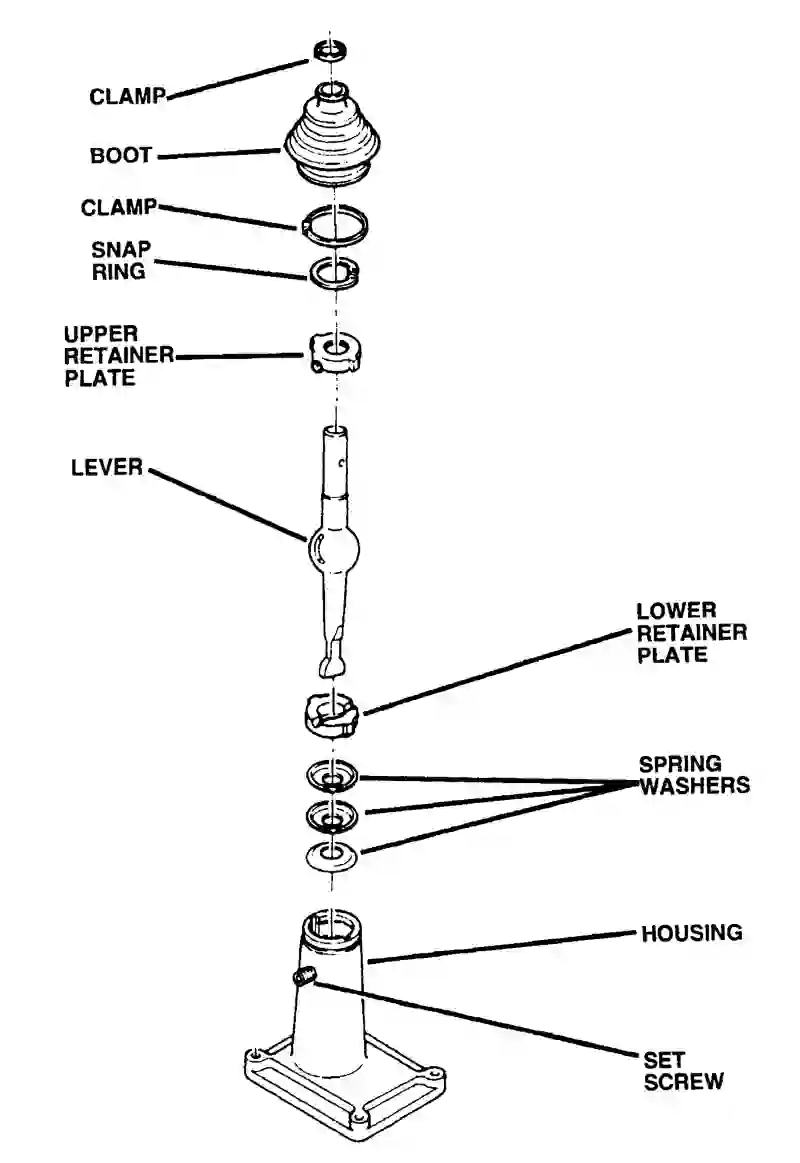 CLAMP
BOOT
CLAMP
SNAP
RING
UPPER
RETAINER
PLATE
LEVER
LOWER
RETAINER
PLATE
SPRING
WASHERS
HOUSING
SET
SCREW